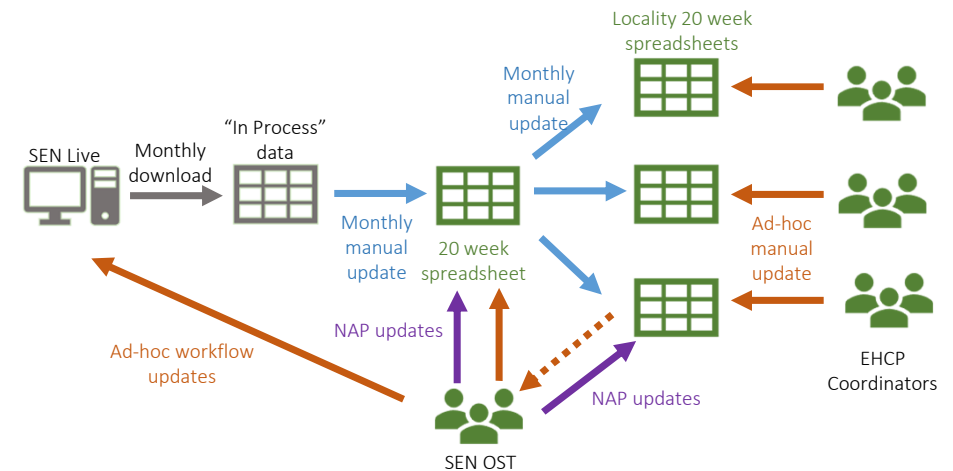 Locality 20 week
spreadsheets
Monthly
manual
update
"In Process"
data
SEN Live
Monthly
download
Monthly
manual
update
20 week
spreadsheet
Ad-hoc
manual
update
NAP updates
Ad-hoc workflow
updates
NAP updates
EHCP
Coordinators
SEN OST